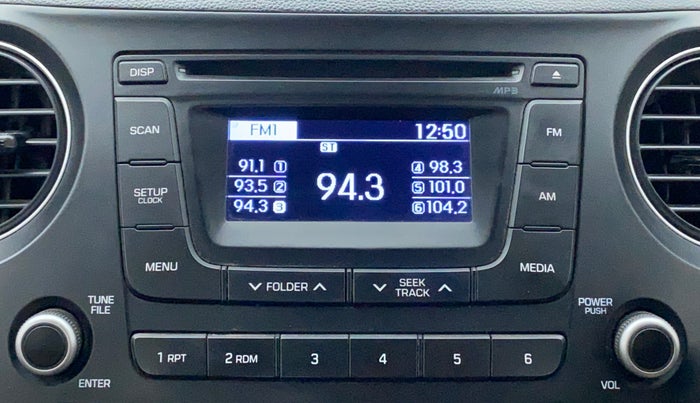 DISP
MP3
SCAN
FM1
12:50
FM
ST
91.1 1
4 98.3
93.5 2
94.3
5 101.0
94.3 3
6 104.2
SETUP
CLOCK
AM
MENU
FOLDER
SEEK
TRACK
MEDIA
TUNE
FILE
POWER
PUSH
1 RPT
2 RDM
3
4
5
6
ENTER
VOL